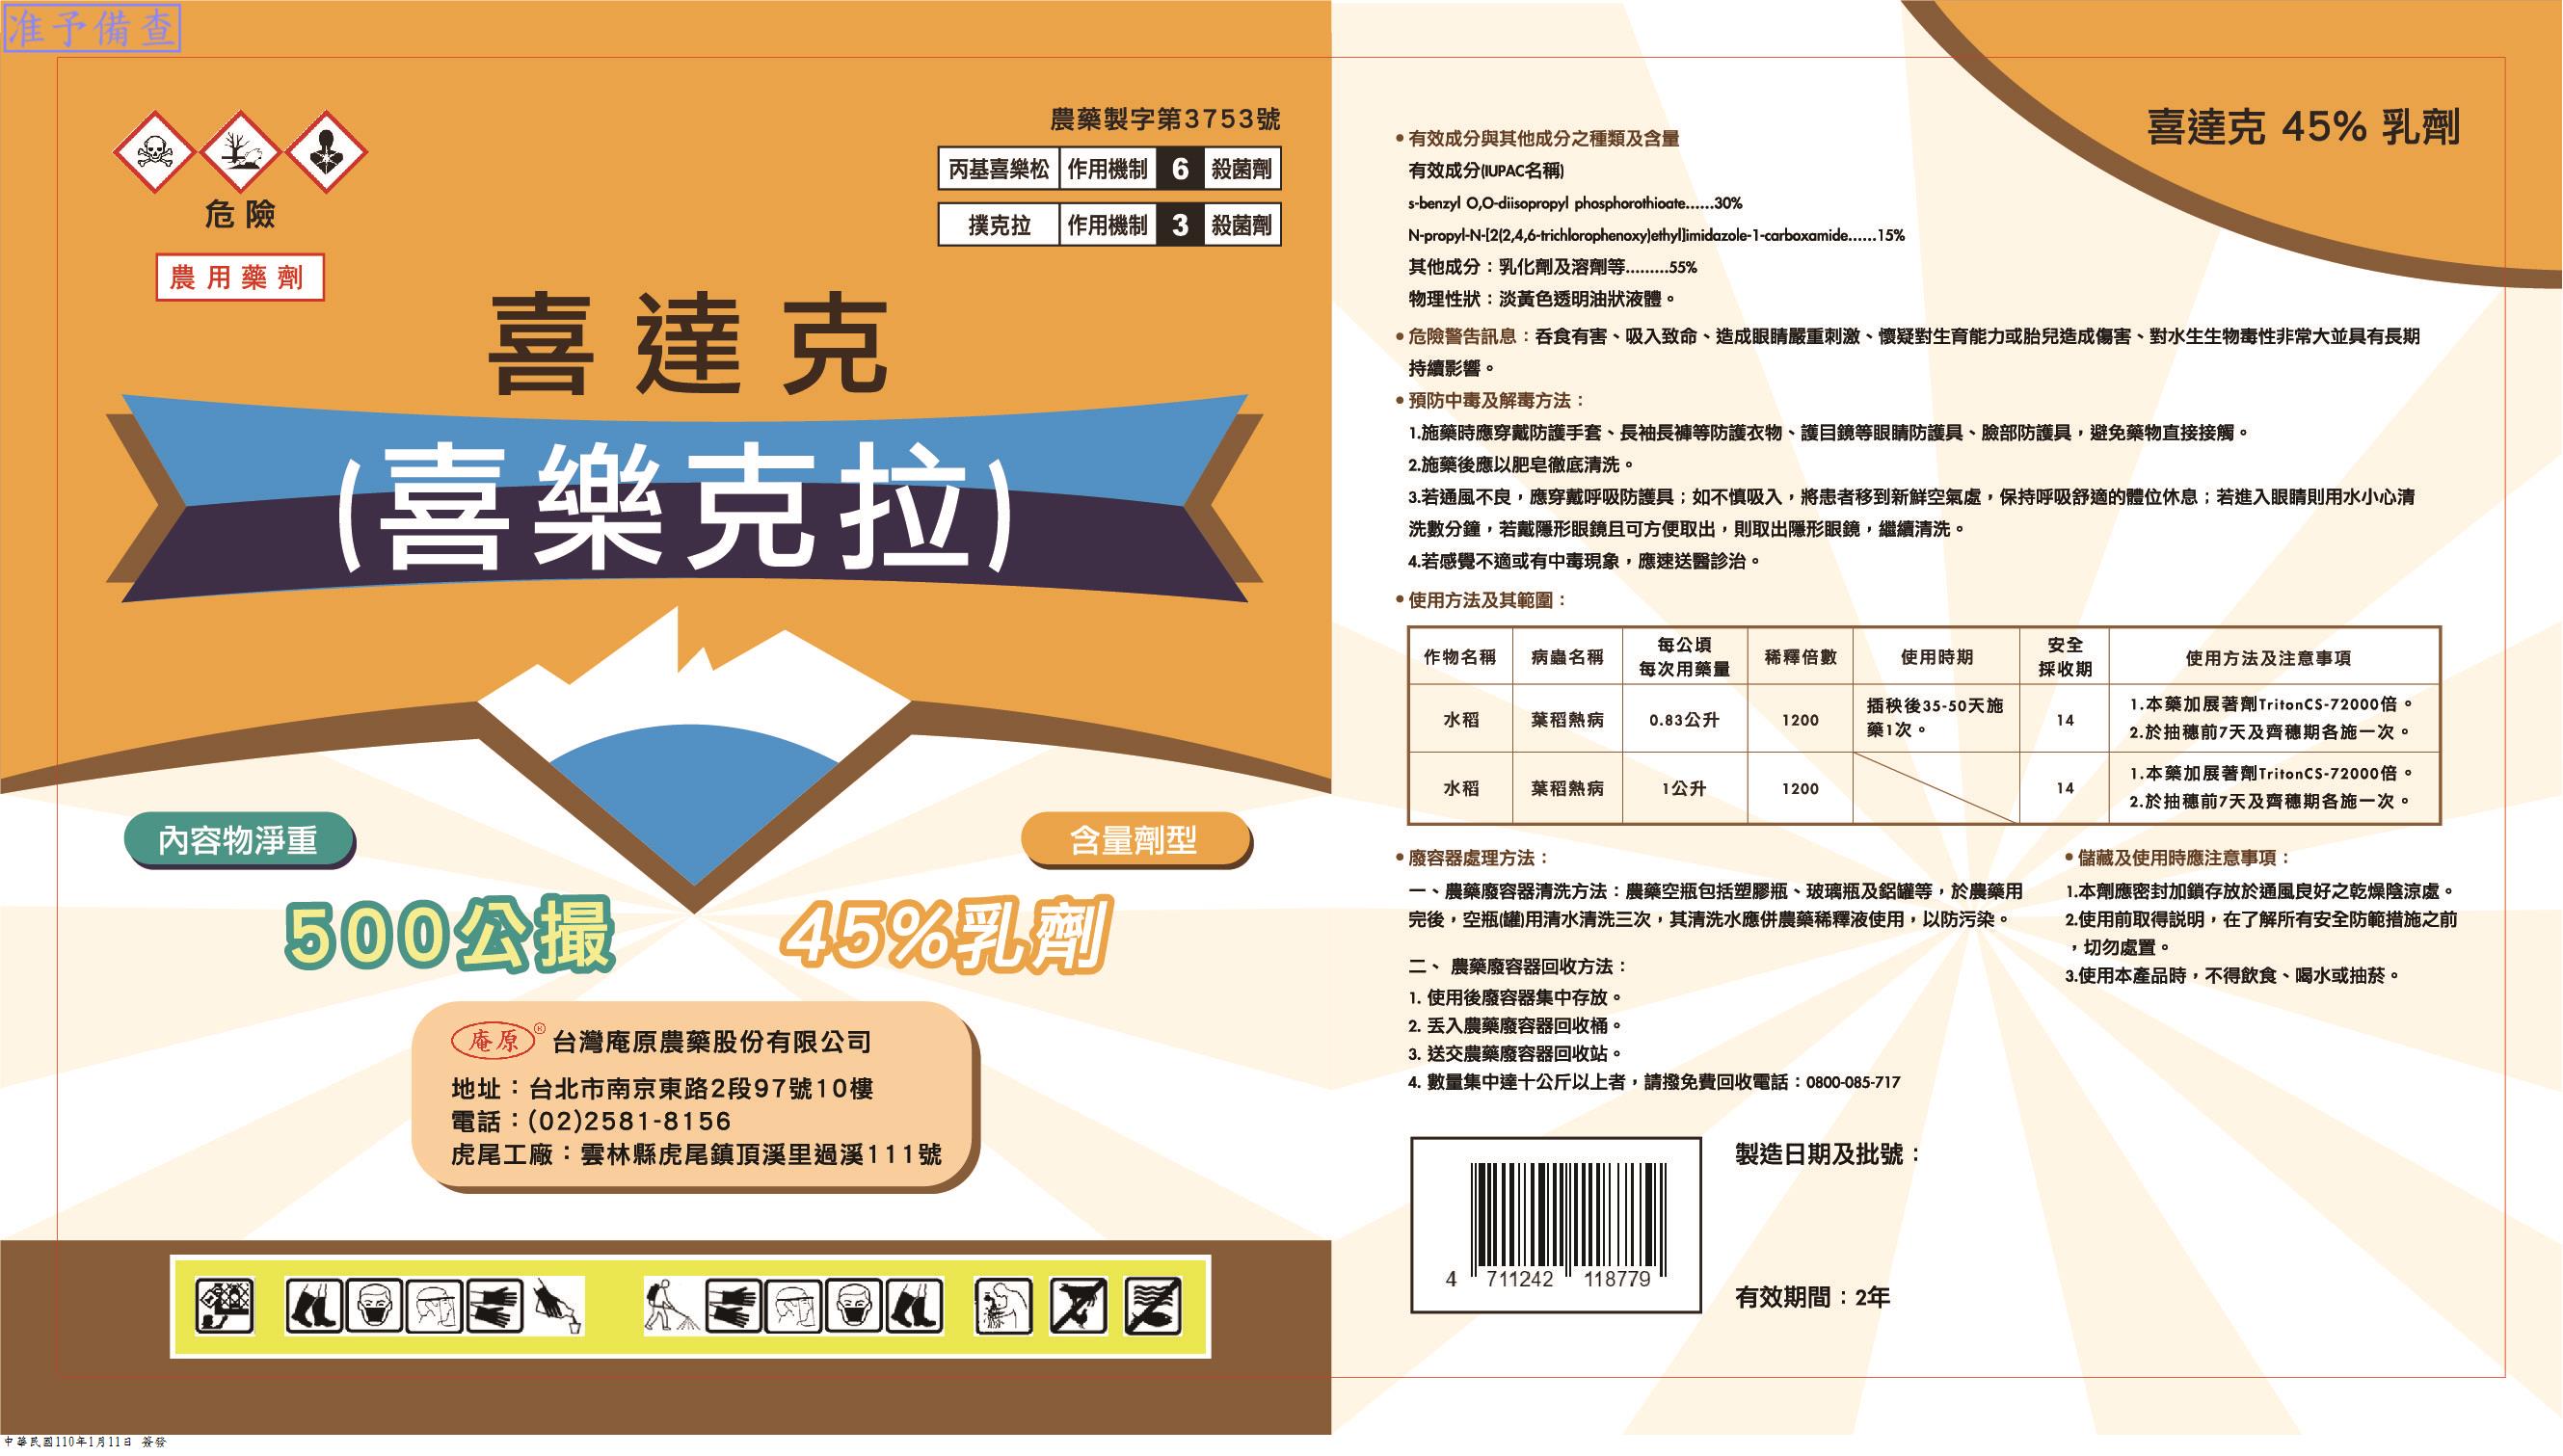 准予備查
危險
農用藥劑
農藥製字第3753號
丙基喜樂松 作用機制 6 殺菌劑
撲克拉 作用機制 3 殺菌劑
喜達克
(喜樂克拉)
內容物淨重
500公撮
含量劑型
45%乳劑
庵原® 台灣庵原農藥股份有限公司
地址：台北市南京東路2段97號10樓
電話：(02)2581-8156
虎尾工廠：雲林縣虎尾鎮頂溪里過溪111號
中華民國110年1月11日 簽發
喜達克 45% 乳劑
•有效成分與其他成分之種類及含量
有效成分(IUPAC名稱)
s-benzyl O,O-diisopropyl phosphorothioate......30%
N-propyl-N-[2(2,4,6-trichlorophenoxy)ethyl]imidazole-1-carboxamide......15%
其他成分：乳化劑及溶劑等.........55%
物理性狀：淡黃色透明油狀液體。
•危險警告訊息：吞食有害、吸入致命、造成眼睛嚴重刺激、懷疑對生育能力或胎兒造成傷害、對水生生物毒性非常大並具有長期
持續影響。
•預防中毒及解毒方法：
1.施藥時應穿戴防護手套、長袖長褲等防護衣物、護目鏡等眼睛防護具、臉部防護具，避免藥物直接接觸。
2.施藥後應以肥皂徹底清洗。
3.若通風不良，應穿戴呼吸防護具；如不慎吸入，將患者移到新鮮空氣處，保持呼吸舒適的體位休息；若進入眼睛則用水小心清
洗數分鐘，若戴隱形眼鏡且可方便取出，則取出隱形眼鏡，繼續清洗。
4.若感覺不適或有中毒現象，應速送醫診治。
•使用方法及其範圍：
作物名稱 病蟲名稱 每公頃每次用藥量 稀釋倍數 使用時期 安全採收期 使用方法及注意事項
水稻 葉稻熱病 0.83公升 1200 插秧後35-50天施藥1次。 14 1.本藥加展著劑TritonCS-72000倍。
2.於抽穗前7天及齊穗期各施一次。
水稻 葉稻熱病 1公升 1200 14 1.本藥加展著劑TritonCS-72000倍。
2.於抽穗前7天及齊穗期各施一次。
•廢容器處理方法：
一、農藥廢容器清洗方法：農藥空瓶包括塑膠瓶、玻璃瓶及鋁罐等，於農藥用
完後，空瓶(罐)用清水清洗三次，其清洗水應併農藥稀釋液使用，以防污染。
二、 農藥廢容器回收方法：
1. 使用後廢容器集中存放。
2. 丟入農藥廢容器回收桶。
3. 送交農藥廢容器回收站。
4. 數量集中達十公斤以上者，請撥免費回收電話：0800-085-717
•儲藏及使用時應注意事項：
1.本劑應密封加鎖存放於通風良好之乾燥陰涼處。
2.使用前取得說明，在了解所有安全防範措施之前
，切勿處置。
3.使用本產品時，不得飲食、喝水或抽菸。
4 711242 118779
製造日期及批號：
有效期間：2年